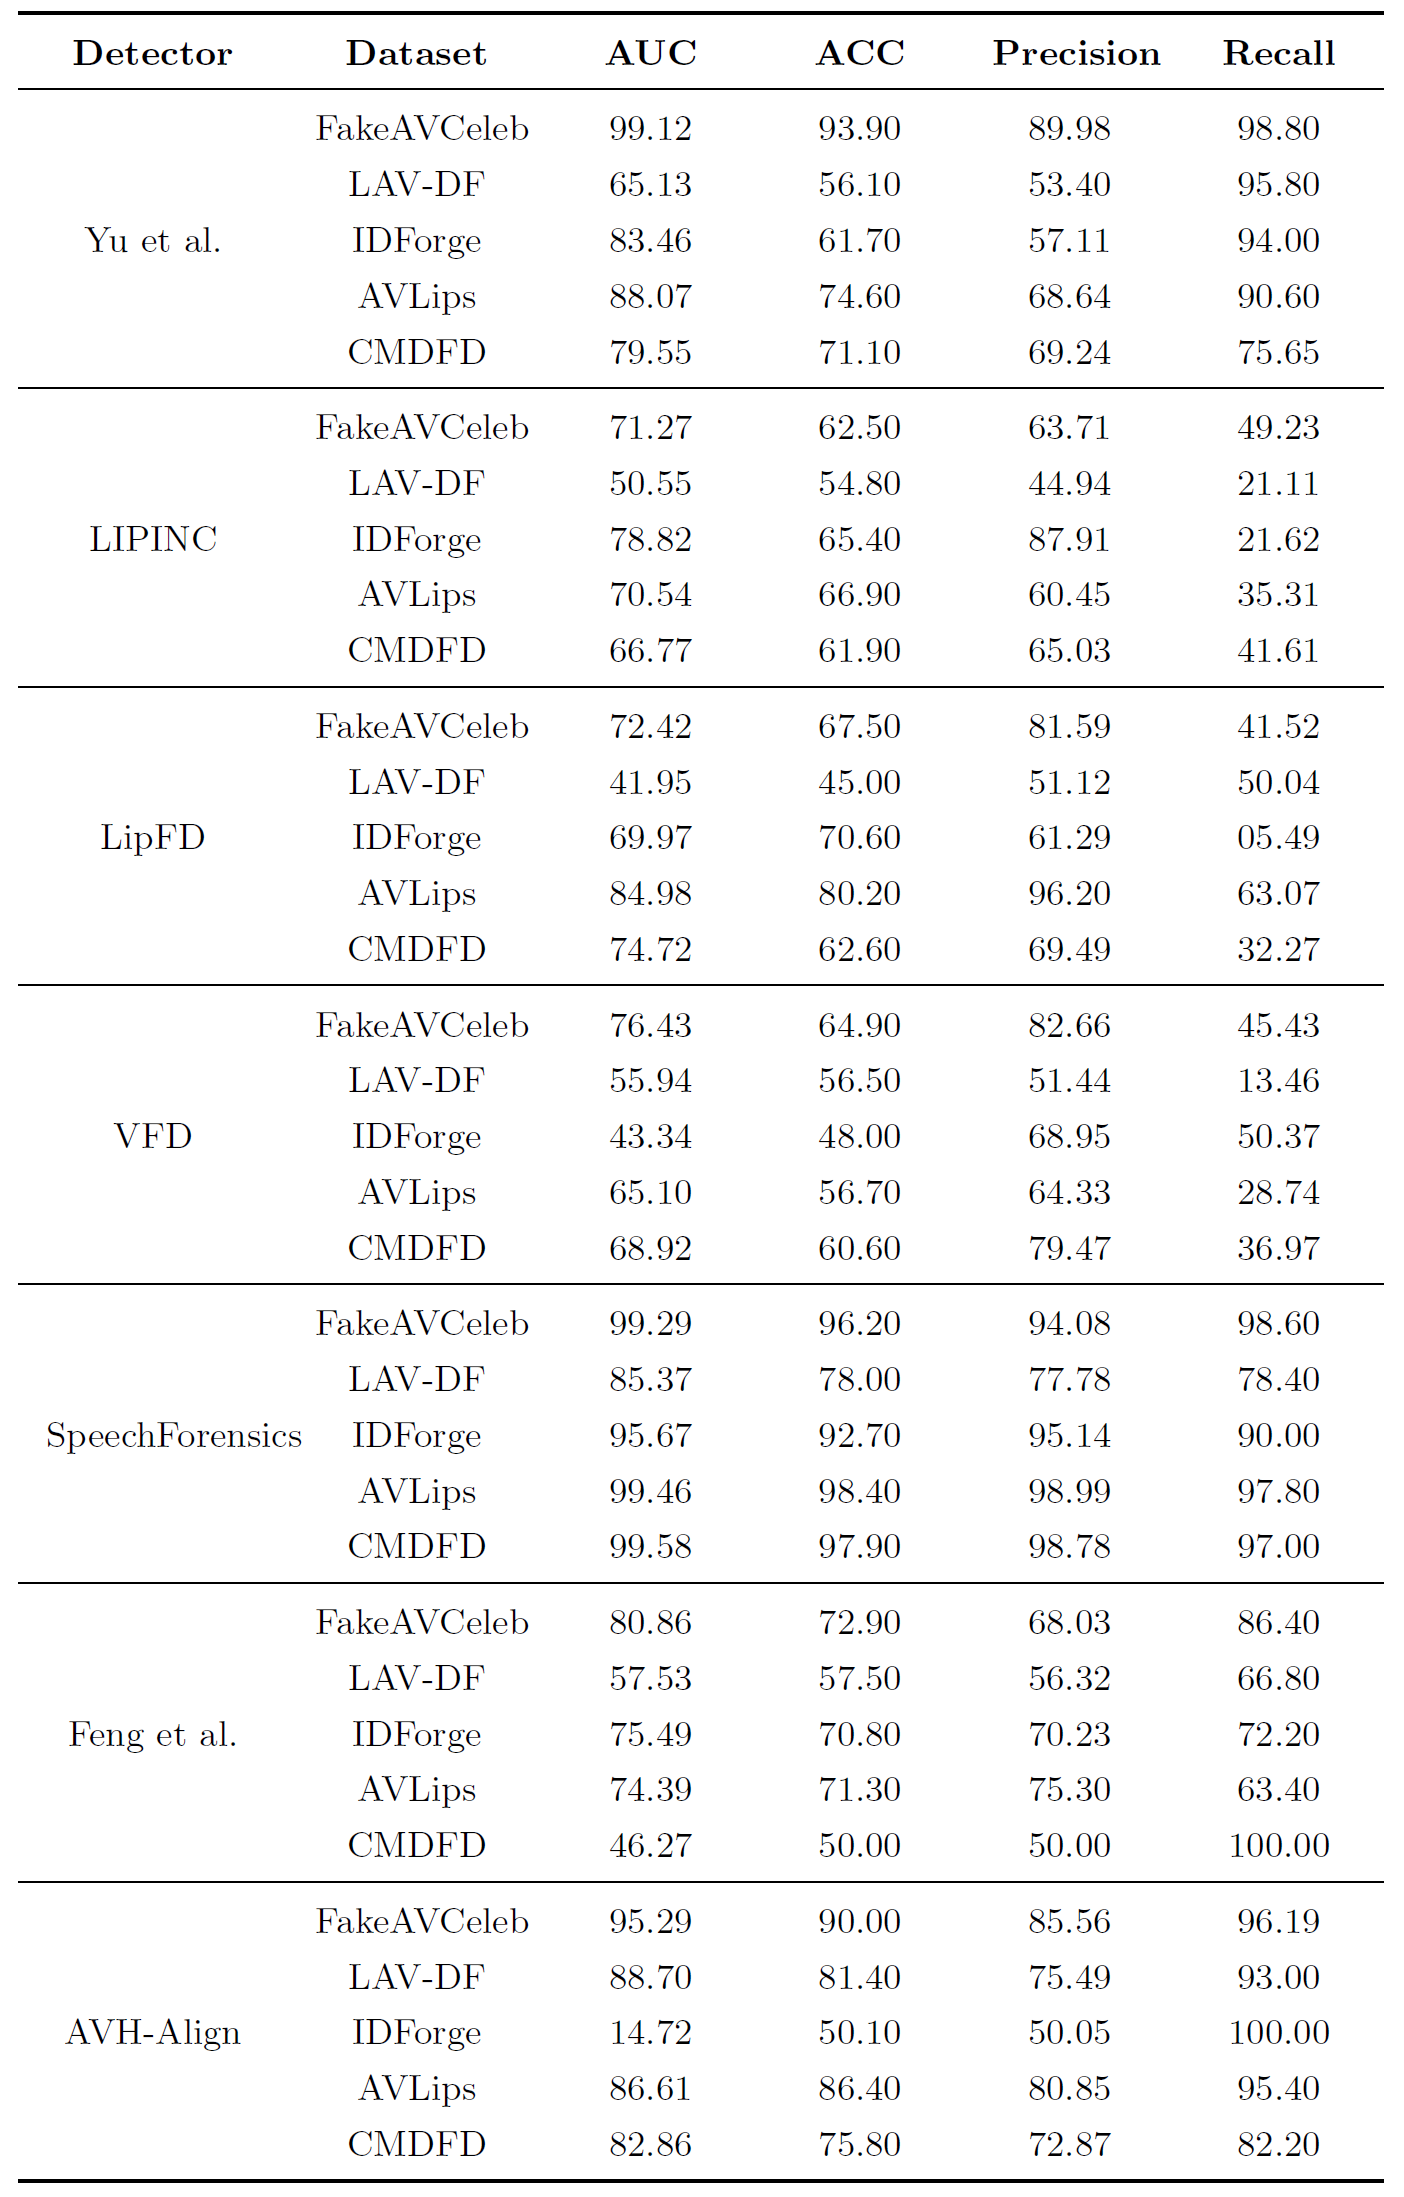 Detector Dataset AUC ACC Precision Recall
FakeAVCeleb 99.12 93.90 89.98 98.80
LAV-DF 65.13 56.10 53.40 95.80
Yu et al. IDForge 83.46 61.70 57.11 94.00
AVLips 88.07 74.60 68.64 90.60
CMDFD 79.55 71.10 69.24 75.65
FakeAVCeleb 71.27 62.50 63.71 49.23
LAV-DF 50.55 54.80 44.94 21.11
LIPINC IDForge 78.82 65.40 87.91 21.62
AVLips 70.54 66.90 60.45 35.31
CMDFD 66.77 61.90 65.03 41.61
FakeAVCeleb 72.42 67.50 81.59 41.52
LAV-DF 41.95 45.00 51.12 50.04
LipFD IDForge 69.97 70.60 61.29 05.49
AVLips 84.98 80.20 96.20 63.07
CMDFD 74.72 62.60 69.49 32.27
FakeAVCeleb 76.43 64.90 82.66 45.43
LAV-DF 55.94 56.50 51.44 13.46
VFD IDForge 43.34 48.00 68.95 50.37
AVLips 65.10 56.70 64.33 28.74
CMDFD 68.92 60.60 79.47 36.97
FakeAVCeleb 99.29 96.20 94.08 98.60
LAV-DF 85.37 78.00 77.78 78.40
SpeechForensics IDForge 95.67 92.70 95.14 90.00
AVLips 99.46 98.40 98.99 97.80
CMDFD 99.58 97.90 98.78 97.00
FakeAVCeleb 80.86 72.90 68.03 86.40
LAV-DF 57.53 57.50 56.32 66.80
Feng et al. IDForge 75.49 70.80 70.23 72.20
AVLips 74.39 71.30 75.30 63.40
CMDFD 46.27 50.00 50.00 100.00
FakeAVCeleb 95.29 90.00 85.56 96.19
LAV-DF 88.70 81.40 75.49 93.00
AVH-Align IDForge 14.72 50.10 50.05 100.00
AVLips 86.61 86.40 80.85 95.40
CMDFD 82.86 75.80 72.87 82.20